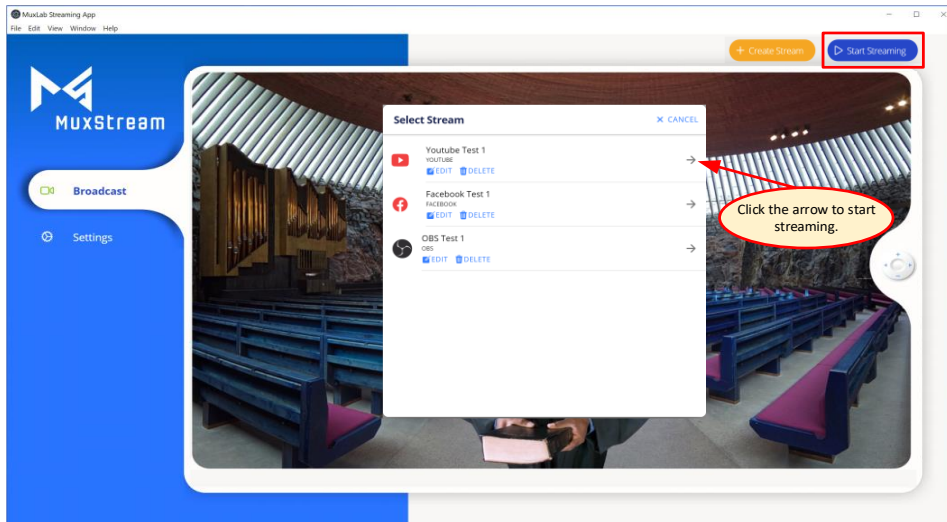 MuxLab Streaming App
File Edit View Window Help
+ Create Stream
Start Streaming
MuxStream
Broadcast
Settings
Select Stream
× CANCEL
Youtube Test 1
YOUTUBE
EDIT DELETE
Facebook Test 1
FACEBOOK
EDIT DELETE
OBS Test 1
OBS
EDIT DELETE
Click the arrow to start
streaming.